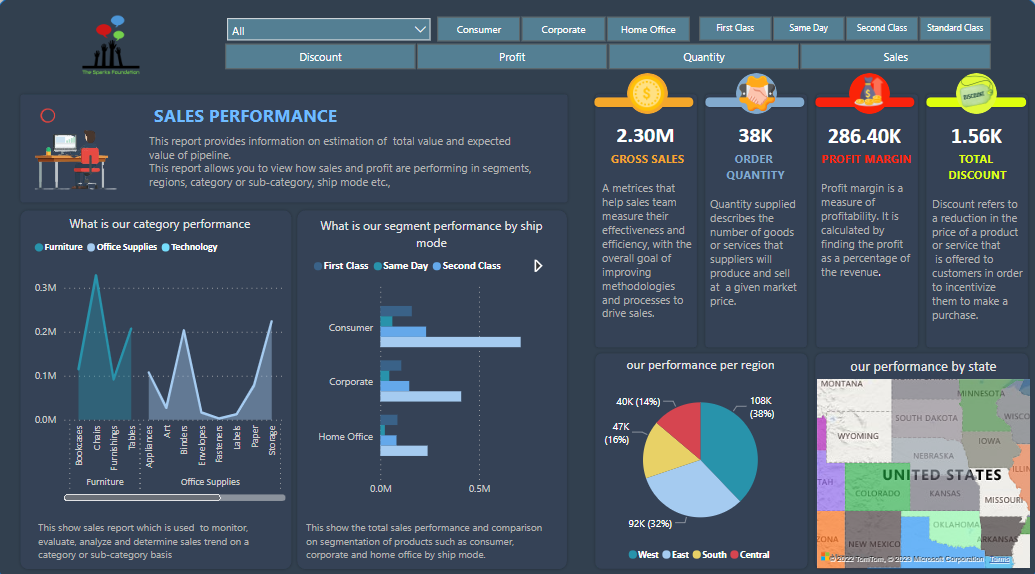 The Sparks Foundation
All
Consumer
Corporate
Home Office
First Class
Same Day
Second Class
Standard Class
Discount
Profit
Quantity
Sales
SALES PERFORMANCE
This report provides information on estimation of total value and expected
value of pipeline.
This report allows you to view how sales and profit are performing in segments,
regions, category or sub-category, ship mode etc.,
2.30M
GROSS SALES
A metrices that
help sales team
measure their
effectiveness and
efficiency, with the
overall goal of
improving
methodologies
and processes to
drive sales.
38K
ORDER
QUANTITY
Quantity supplied
describes the
number of goods
or services that
suppliers will
produce and sell
at a given market
price.
286.40K
PROFIT MARGIN
Profit margin is a
measure of
profitability. It is
calculated by
finding the profit
as a percentage of
the revenue.
DISCOUNT
1.56K
TOTAL
DISCOUNT
Discount refers to
a reduction in the
price of a product
or service that
is offered to
customers in order
to incentivize
them to make a
purchase.
What is our category performance
Furniture
Office Supplies
Technology
0.3M
0.2M
0.1M
0.0M
Bookcases
Chairs
Furnishings
Tables
Appliances
Art
Binders
Envelopes
Fasteners
Labels
Paper
Storage
Furniture
Office Supplies
This show sales report which is used to monitor,
evaluate, analyze and determine sales trend on a
category or sub-category basis
What is our segment performance by ship
mode
First Class
Same Day
Second Class
Consumer
Corporate
Home Office
0.0M
0.5M
This show the total sales performance and comparison
on segmentation of products such as consumer,
corporate and home office by ship mode.
our performance per region
40K (14%)
108K
(38%)
47K
(16%)
92K (32%)
West
East
South
Central
our performance by state
MONTANA
MINNESOTA
SOUTH DAKOTA
WISCO
WYOMING
IOWA
NEBRASKA
UNITED STATES
ILLIN
TAH
COLORADO
KANSAS
MISSOURI
OKLAHOMA
ARKANSAS
ZONA
NEW MEXICO
© 2022 TomTom, © 2023 Microsoft Corporation
Terms